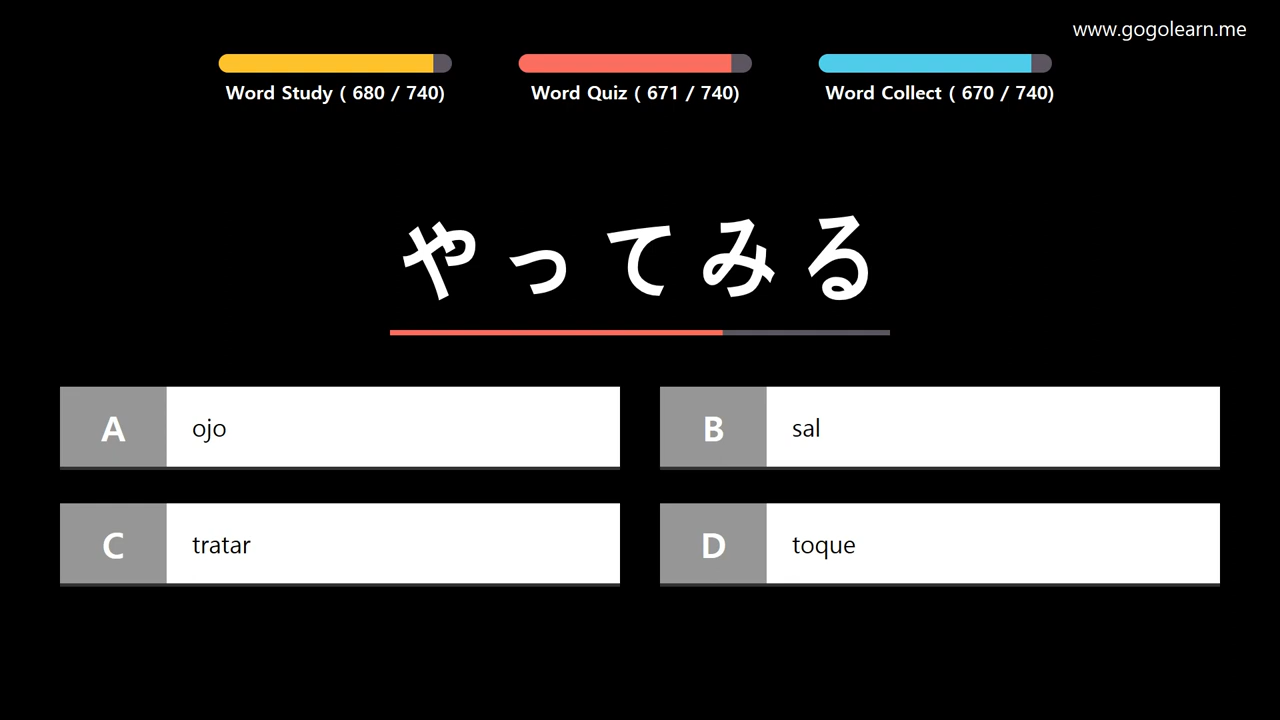 www.gogolearn.me
Word Study ( 680 / 740)
Word Quiz ( 671 / 740)
Word Collect ( 670 / 740)
やってみる
A ojo
B sal
C tratar
D toque